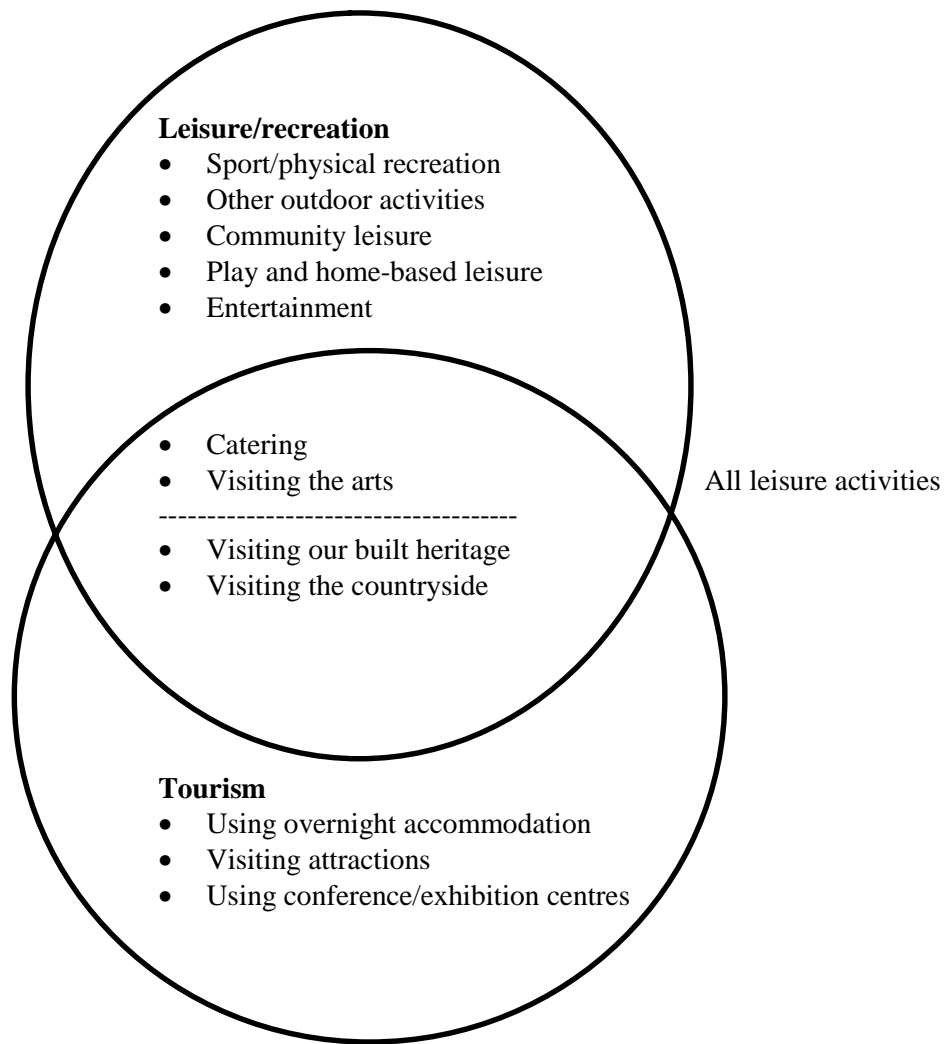 Leisure/recreation
• Sport/physical recreation
• Other outdoor activities
• Community leisure
• Play and home-based leisure
• Entertainment
• Catering
• Visiting the arts
All leisure activities
-------------------------------------
• Visiting our built heritage
• Visiting the countryside
Tourism
• Using overnight accommodation
• Visiting attractions
• Using conference/exhibition centres